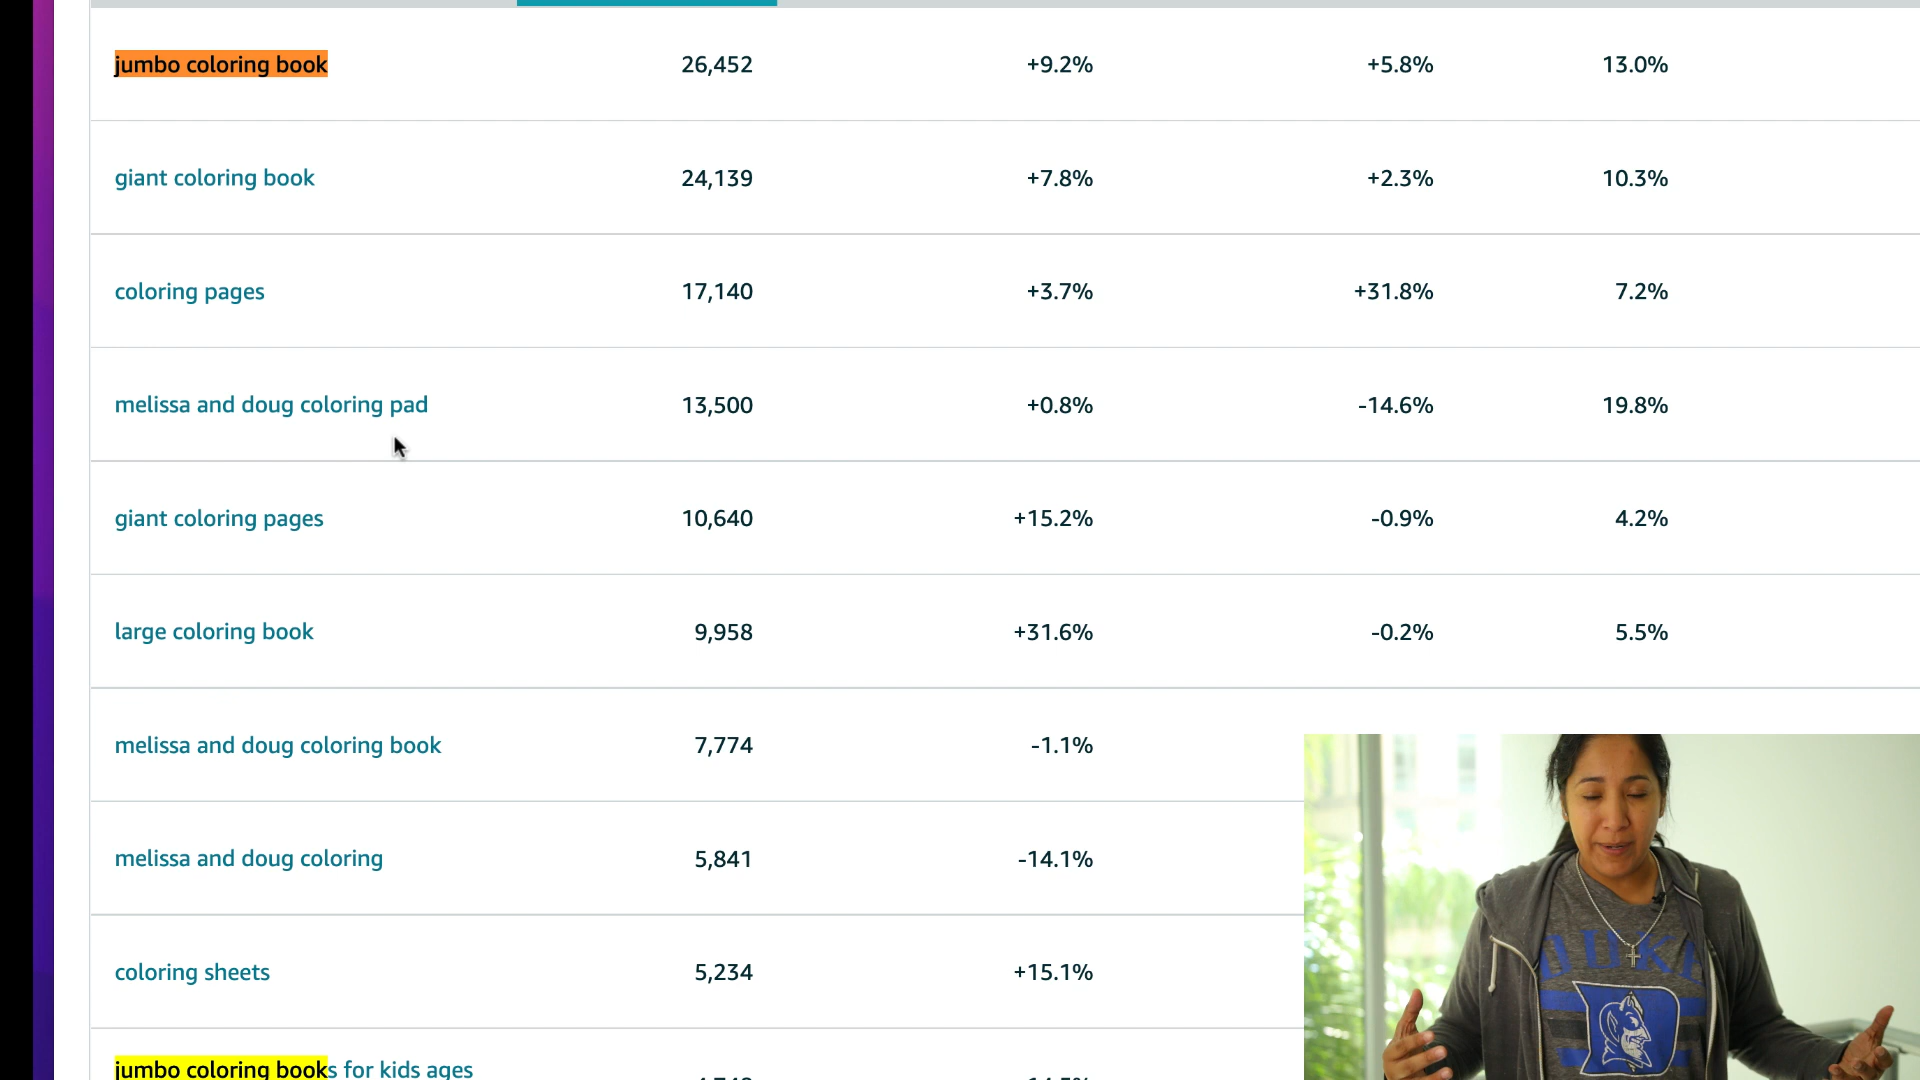 jumbo coloring book 26,452 +9.2% +5.8% 13.0%
giant coloring book 24,139 +7.8% +2.3% 10.3%
coloring pages 17,140 +3.7% +31.8% 7.2%
melissa and doug coloring pad 13,500 +0.8% -14.6% 19.8%
giant coloring pages 10,640 +15.2% -0.9% 4.2%
large coloring book 9,958 +31.6% -0.2% 5.5%
melissa and doug coloring book 7,774 -1.1%
melissa and doug coloring 5,841 -14.1%
coloring sheets 5,234 +15.1%
jumbo coloring books for kids ages
DUKE